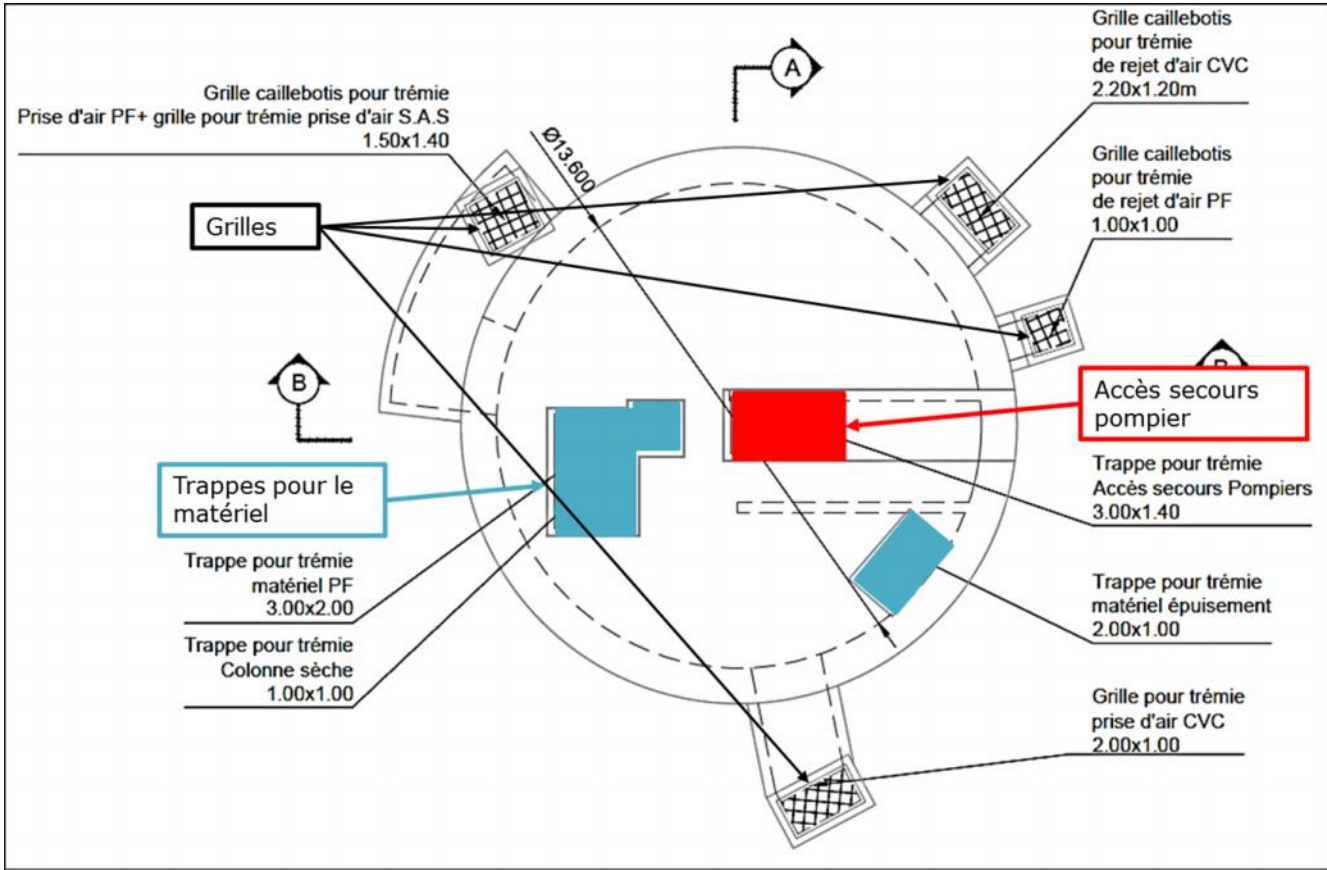 Grille caillebotis
pour trémie
de rejet d'air CVC
2.20x1.20m
A
Grille caillebotis pour trémie
Prise d'air PF+ grille pour trémie prise d'air S.A.S
1.50x1.40
Ø13.600
Grille caillebotis
pour trémie
de rejet d'air PF
1.00x1.00
Grilles
B
Accès secours
pompier
Trappes pour le
matériel
Trappe pour trémie
Accès secours Pompiers
3.00x1.40
Trappe pour trémie
matériel PF
3.00x2.00
Trappe pour trémie
matériel épuisement
2.00x1.00
Trappe pour trémie
Colonne sèche
1.00x1.00
Grille pour trémie
prise d'air CVC
2.00x1.00